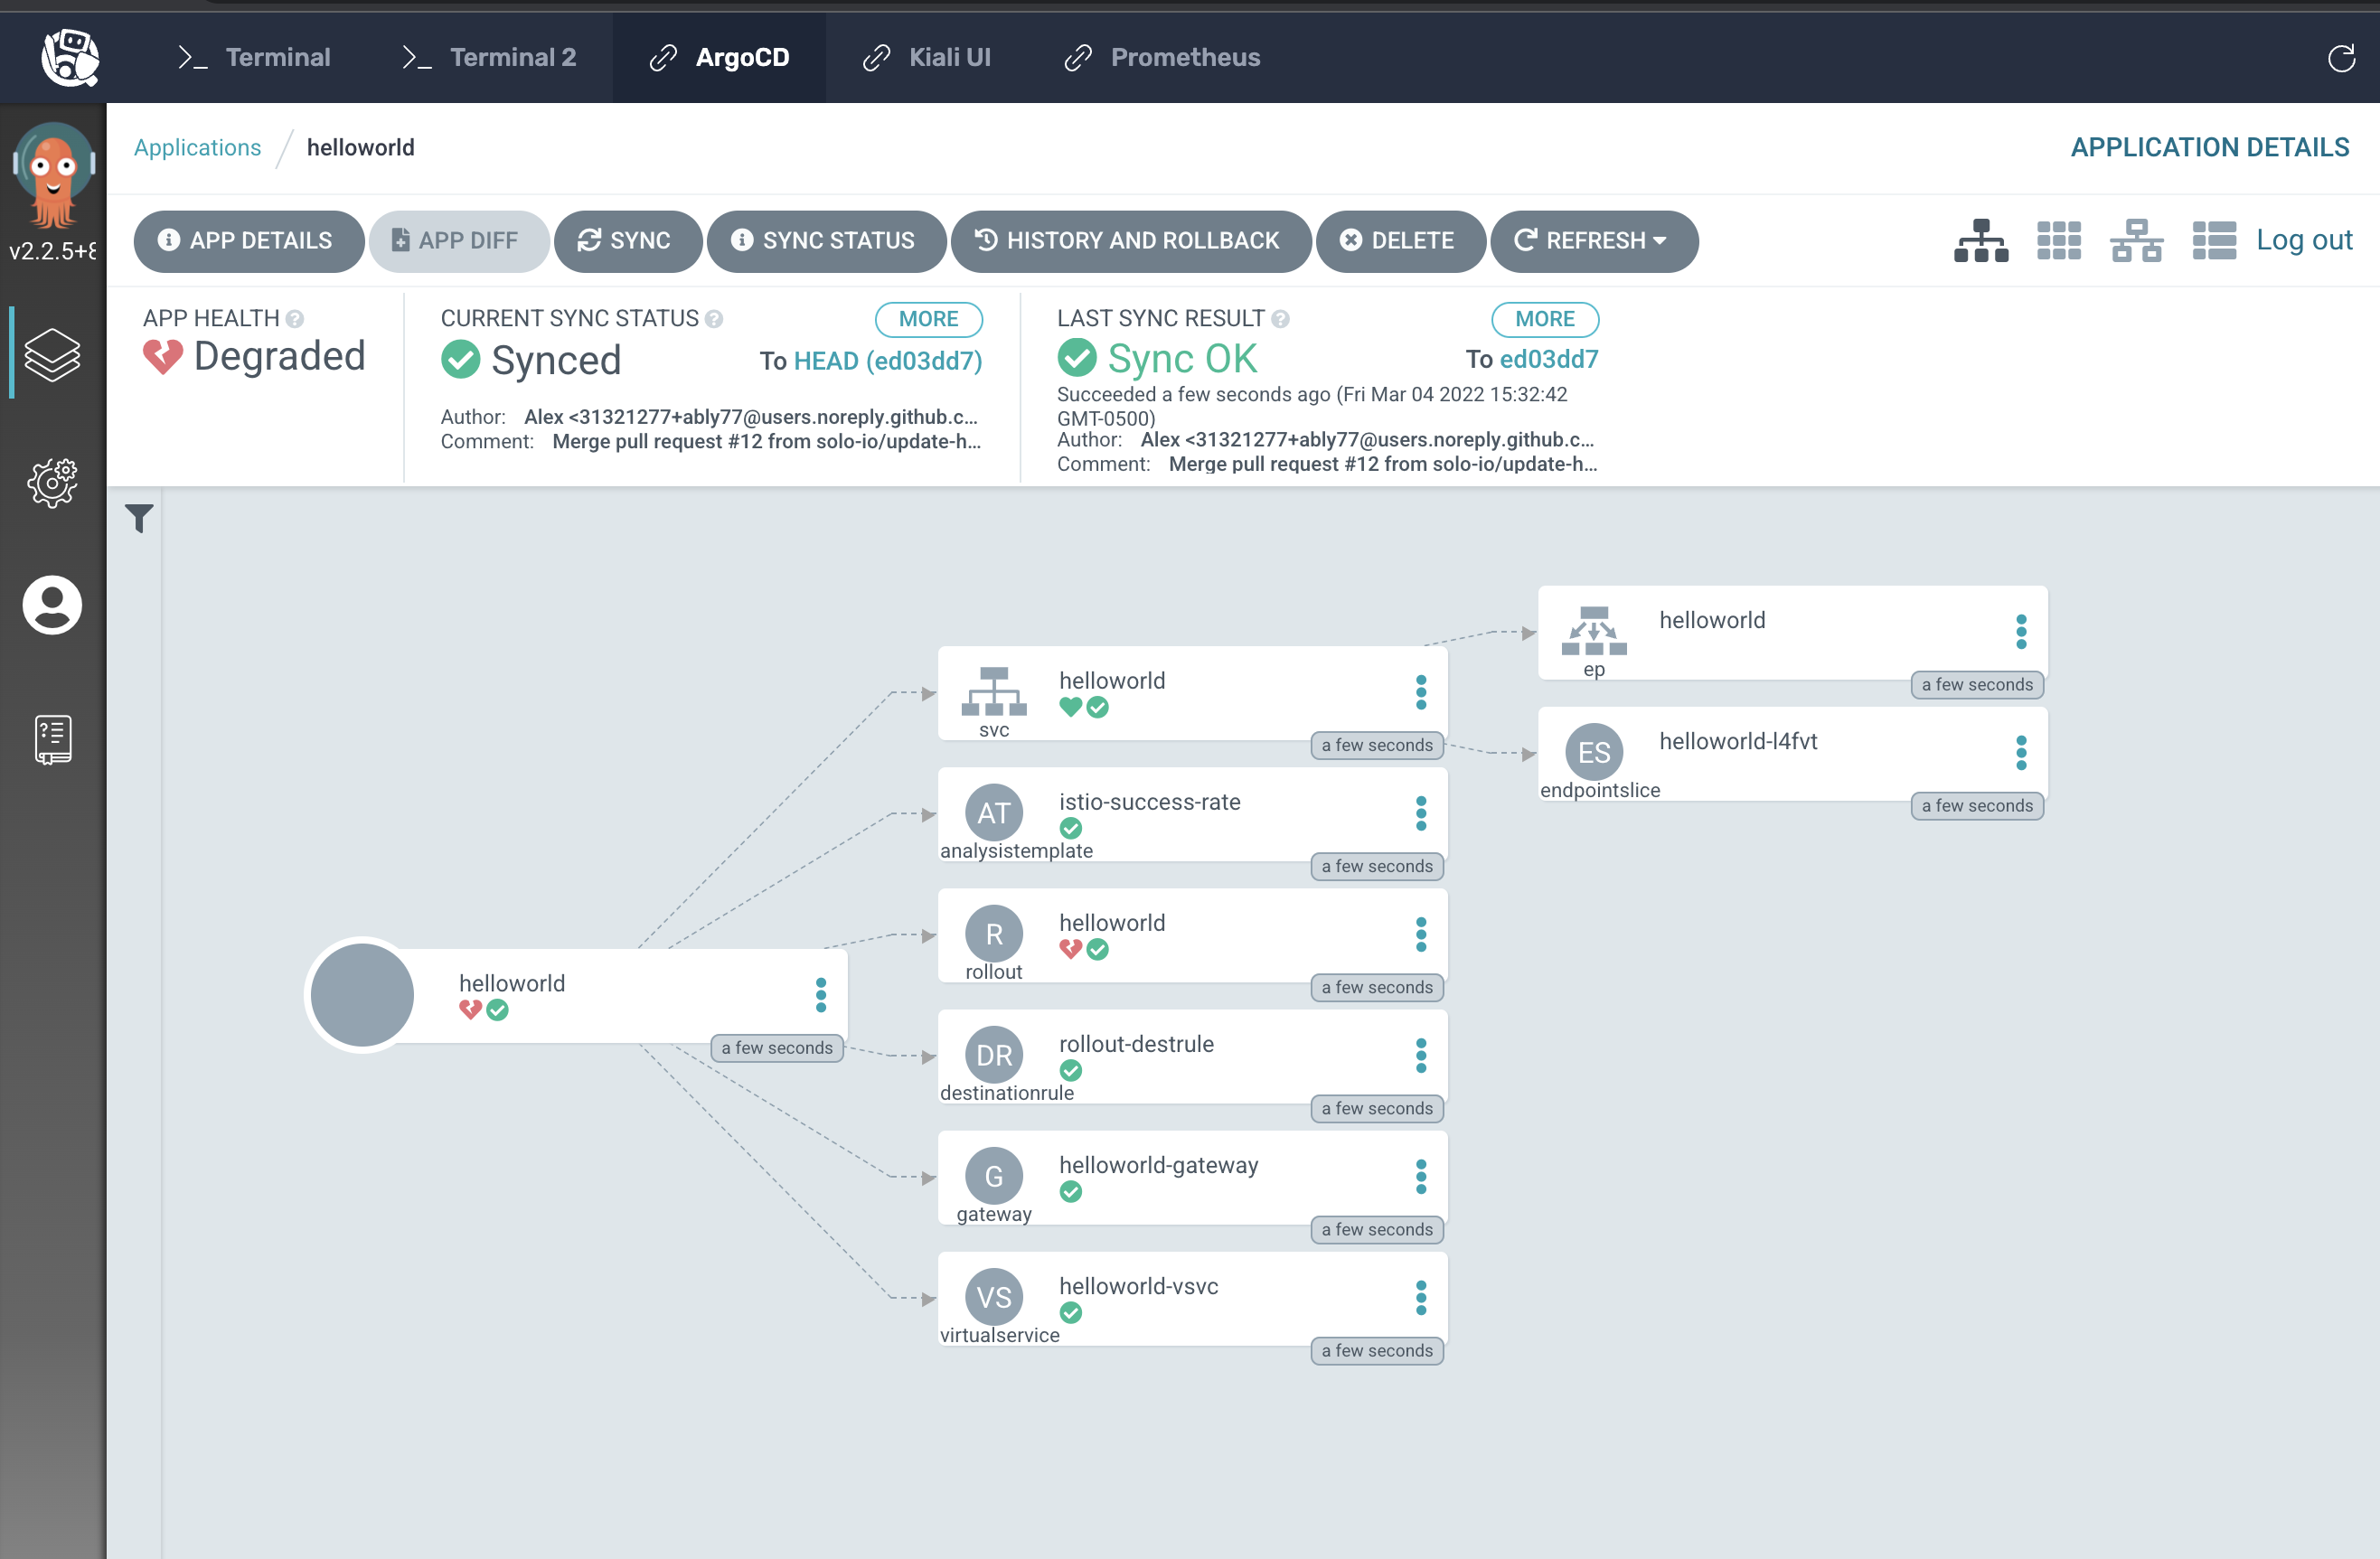 Terminal
Terminal 2
ArgoCD
Kiali UI
Prometheus
v2.2.5+8
Applications / helloworld
APPLICATION DETAILS
APP DETAILS
APP DIFF
SYNC
SYNC STATUS
HISTORY AND ROLLBACK
DELETE
REFRESH
Log out
APP HEALTH
Degraded
CURRENT SYNC STATUS
MORE
Synced
To HEAD (ed03dd7)
Author: Alex <31321277+ably77@users.noreply.github.c...
Comment: Merge pull request #12 from solo-io/update-h...
LAST SYNC RESULT
MORE
Sync OK
To ed03dd7
Succeeded a few seconds ago (Fri Mar 04 2022 15:32:42
GMT-0500)
Author: Alex <31321277+ably77@users.noreply.github.c...
Comment: Merge pull request #12 from solo-io/update-h...
helloworld
a few seconds
helloworld
svc
a few seconds
AT
istio-success-rate
analysistemplate
a few seconds
R
helloworld
rollout
a few seconds
DR
rollout-destrule
destinationrule
a few seconds
G
helloworld-gateway
gateway
a few seconds
VS
helloworld-vsvc
virtualservice
a few seconds
helloworld
ep
a few seconds
ES
helloworld-l4fvt
endpointslice
a few seconds